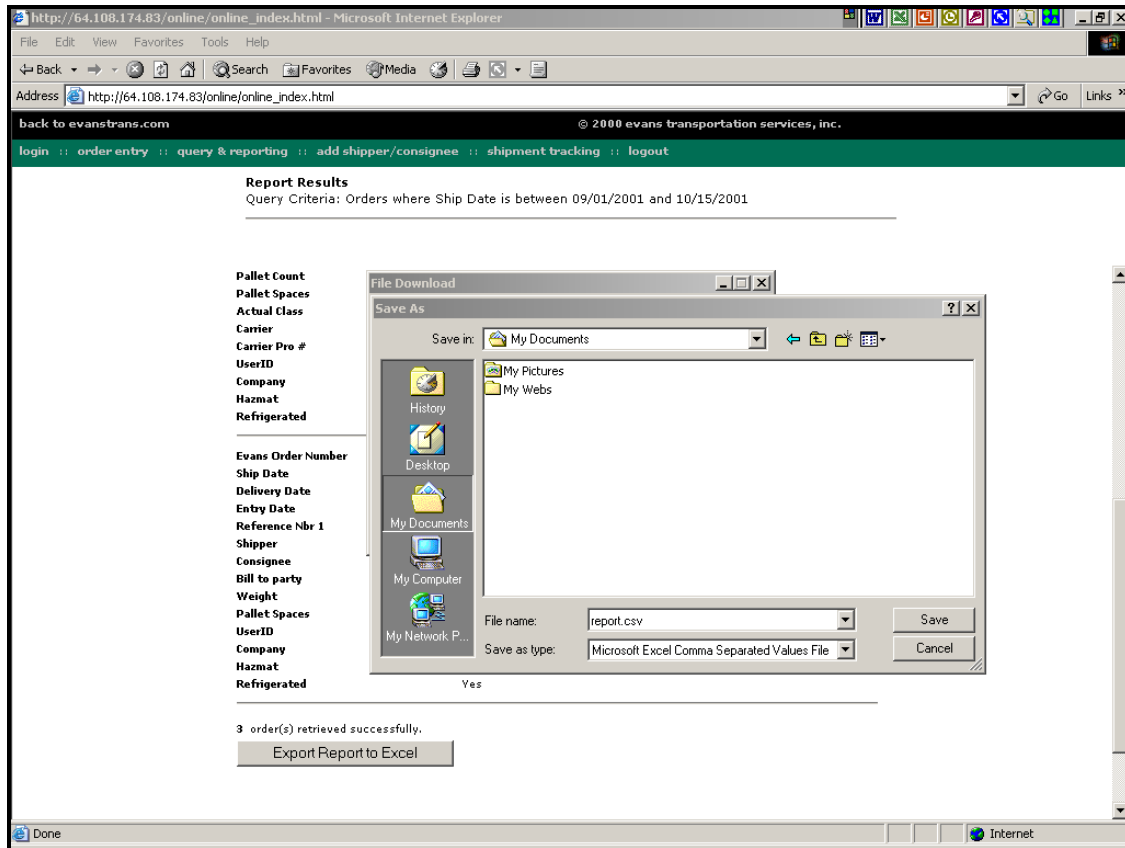 http://64.108.174.83/online/online_index.html - Microsoft Internet Explorer
File Edit View Favorites Tools Help
Back Search Favorites Media
Address http://64.108.174.83/online/online_index.html Go Links »
back to evanstrans.com © 2000 evans transportation services, inc.
login :: order entry :: query & reporting :: add shipper/consignee :: shipment tracking :: logout
Report Results
Query Criteria: Orders where Ship Date is between 09/01/2001 and 10/15/2001
Pallet Count
Pallet Spaces
Actual Class
Carrier
Carrier Pro #
UserID
Company
Hazmat
Refrigerated
Evans Order Number
Ship Date
Delivery Date
Entry Date
Reference Nbr 1
Shipper
Consignee
Bill to party
Weight
Pallet Spaces
UserID
Company
Hazmat
Refrigerated Yes
3 order(s) retrieved successfully.
Export Report to Excel
File Download
Save As
Save in: My Documents
History
Desktop
My Documents
My Computer
My Network P...
My Pictures
My Webs
File name: report.csv Save
Save as type: Microsoft Excel Comma Separated Values File Cancel
Done Internet